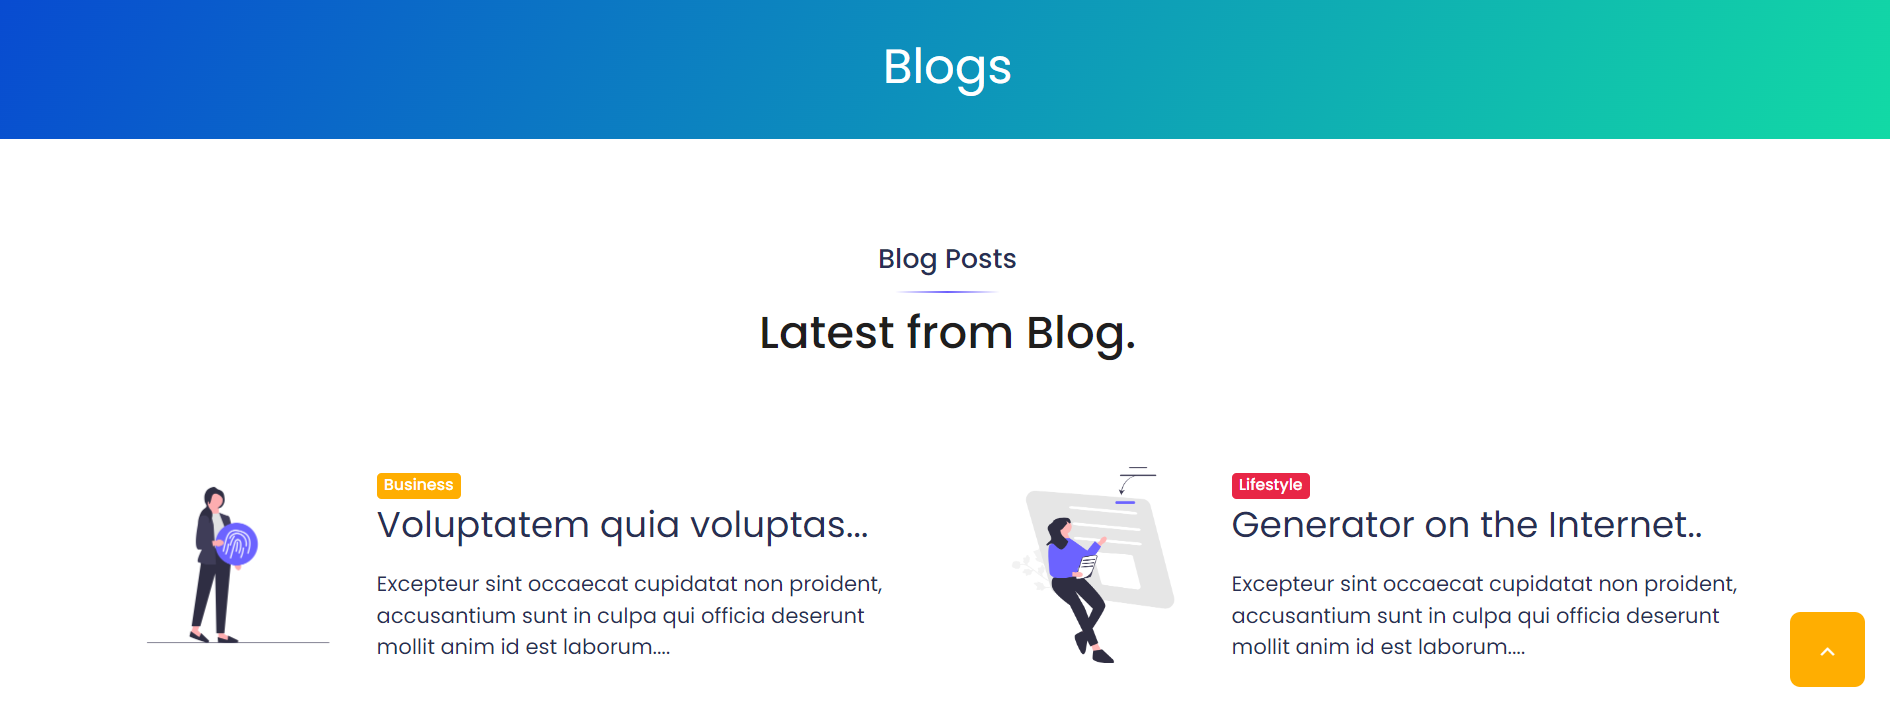 Blogs
Blog Posts
Latest from Blog.
Business
Voluptatem quia voluptas...
Excepteur sint occaecat cupidatat non proident,
accusantium sunt in culpa qui officia deserunt
mollit anim id est laborum....
Lifestyle
Generator on the Internet..
Excepteur sint occaecat cupidatat non proident,
accusantium sunt in culpa qui officia deserunt
mollit anim id est laborum....